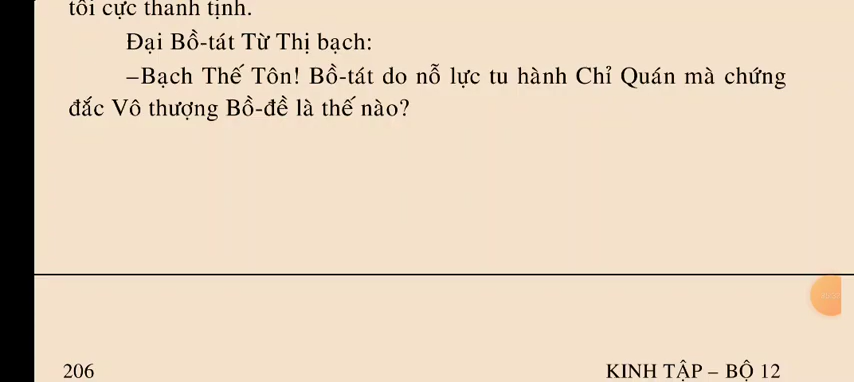 tối cực thanh tịnh.
Đại Bồ-tát Từ Thị bạch:
–Bạch Thế Tôn! Bồ-tát do nỗ lực tu hành Chỉ Quán mà chứng
đắc Vô thượng Bồ-đề là thế nào?
206 KINH TẬP – BỘ 12